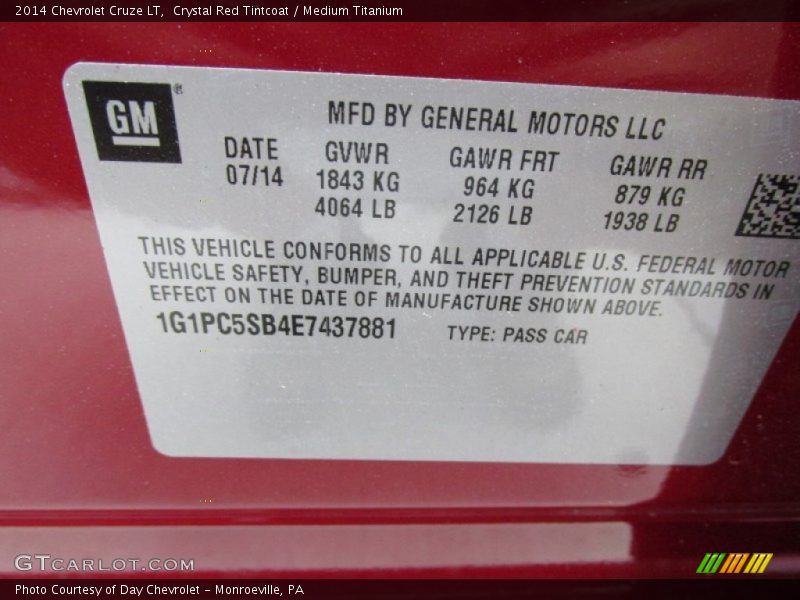 2014 Chevrolet Cruze LT,  Crystal Red Tintcoat / Medium Titanium
GM ®
MFD BY GENERAL MOTORS LLC
DATE GVWR GAWR FRT GAWR RR
07/14 1843 KG 964 KG 879 KG
4064 LB 2126 LB 1938 LB
THIS VEHICLE CONFORMS TO ALL APPLICABLE U.S. FEDERAL MOTOR
VEHICLE SAFETY, BUMPER, AND THEFT PREVENTION STANDARDS IN
EFFECT ON THE DATE OF MANUFACTURE SHOWN ABOVE.
1G1PC5SB4E7437881 TYPE: PASS CAR
GTCARLOT.COM
Photo Courtesy of Day Chevrolet - Monroeville, PA